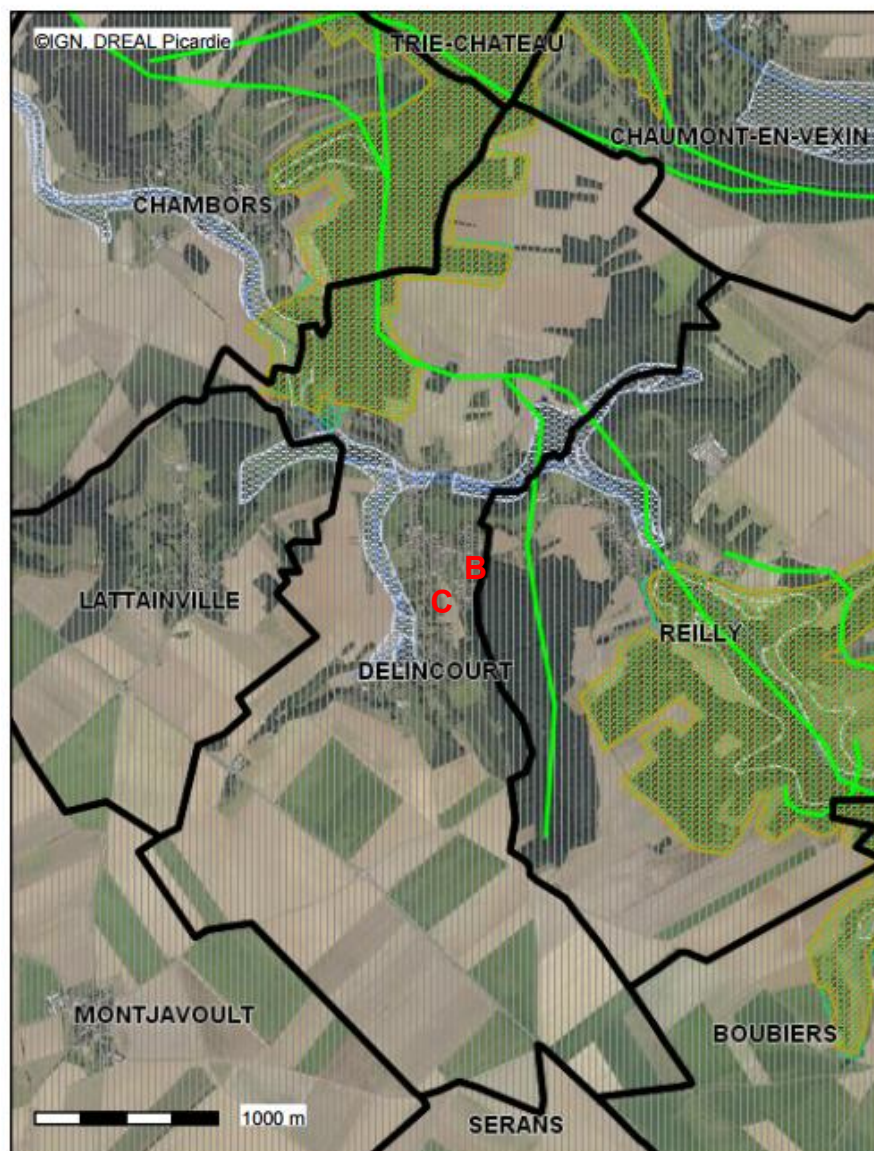 ©IGN, DREAL Picardie
TRIE-CHATEAU
CHAUMONT-EN-VEXIN
CHAMBORS
B
C
LATTAINVILLE
REILLY
DELINCOURT
MONTJAVOULT
BOUBIERS
1000 m
SERANS